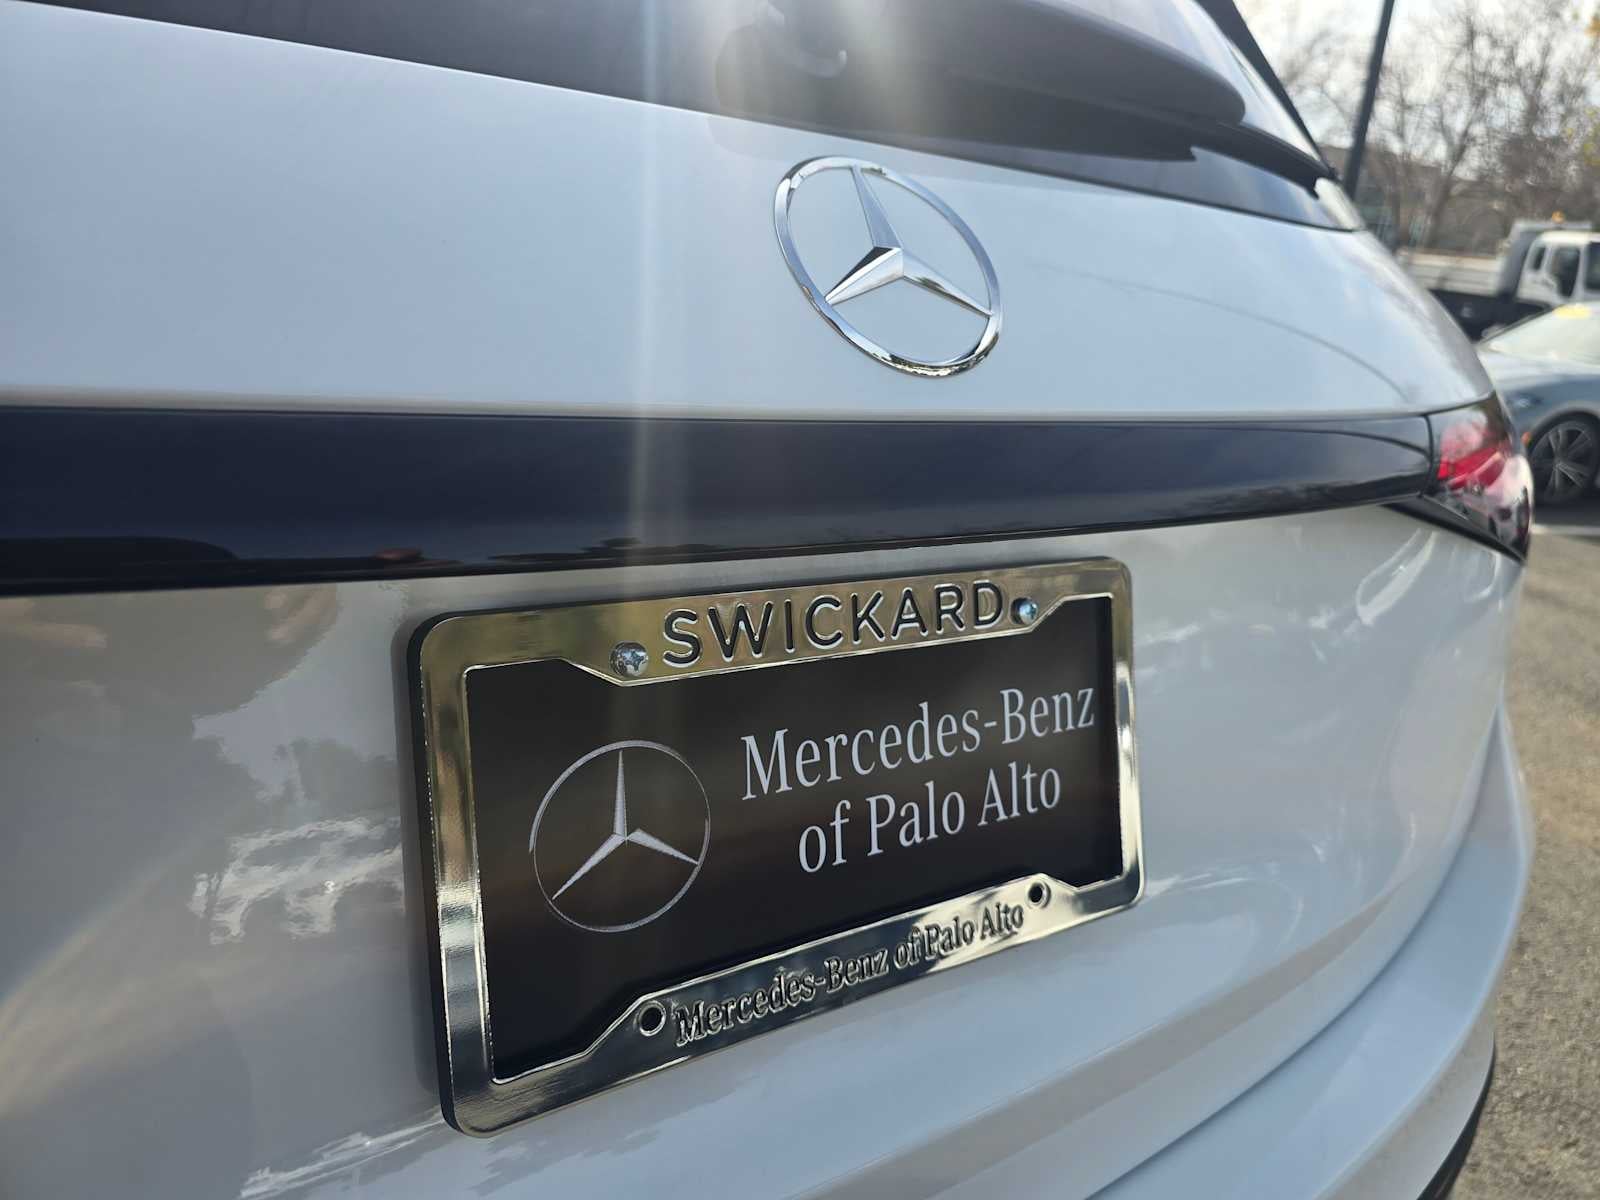 SWICKARD
Mercedes-Benz
of Palo Alto
Mercedes-Benz of Palo Alto